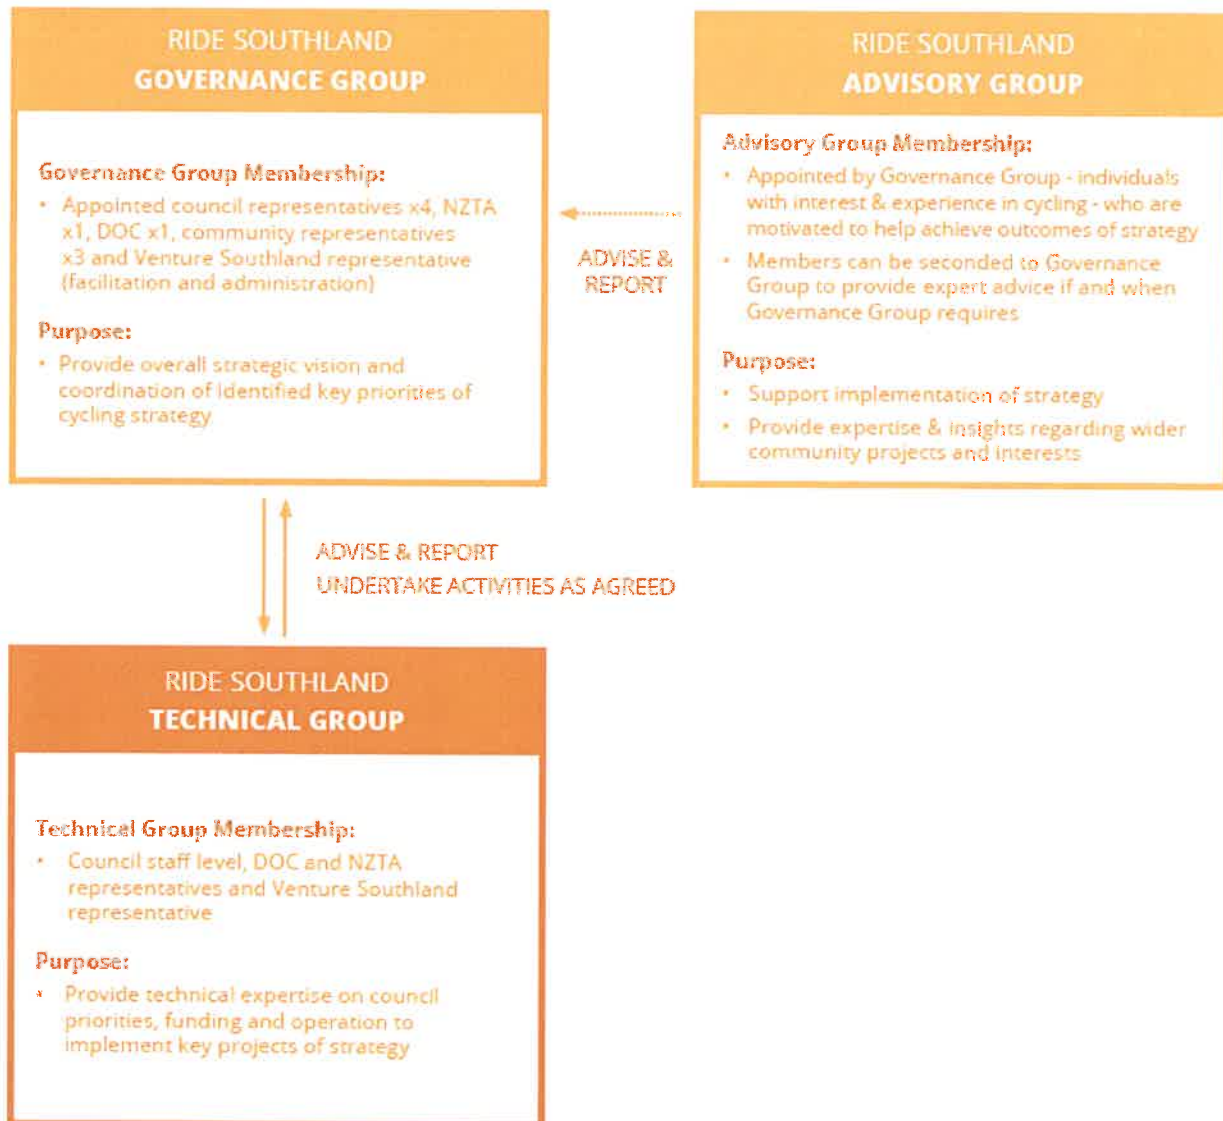 RIDE SOUTHLAND
GOVERNANCE GROUP
Governance Group Membership:
• Appointed council representatives x4, NZTA
x1, DOC x1, community representatives
x3 and Venture Southland representative
(facilitation and administration)
Purpose:
• Provide overall strategic vision and
coordination of identified key priorities of
cycling strategy
ADVISE &
REPORT
RIDE SOUTHLAND
ADVISORY GROUP
Advisory Group Membership:
• Appointed by Governance Group - individuals
with interest & experience in cycling - who are
motivated to help achieve outcomes of strategy
• Members can be seconded to Governance
Group to provide expert advice if and when
Governance Group requires
Purpose:
• Support implementation of strategy
• Provide expertise & insights regarding wider
community projects and interests
ADVISE & REPORT
UNDERTAKE ACTIVITIES AS AGREED
RIDE SOUTHLAND
TECHNICAL GROUP
Technical Group Membership:
• Council staff level, DOC and NZTA
representatives and Venture Southland
representative
Purpose:
• Provide technical expertise on council
priorities, funding and operation to
implement key projects of strategy